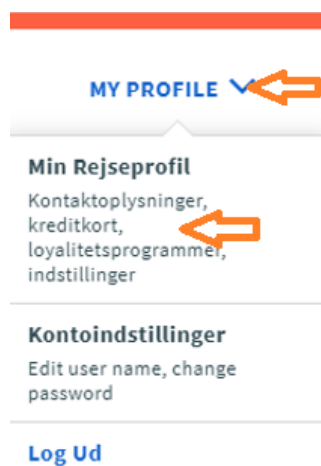 MY PROFILE
Min Rejseprofil
Kontaktoplysninger,
kreditkort,
loyalitetsprogrammer,
indstillinger
Kontoindstillinger
Edit user name, change
password
Log Ud